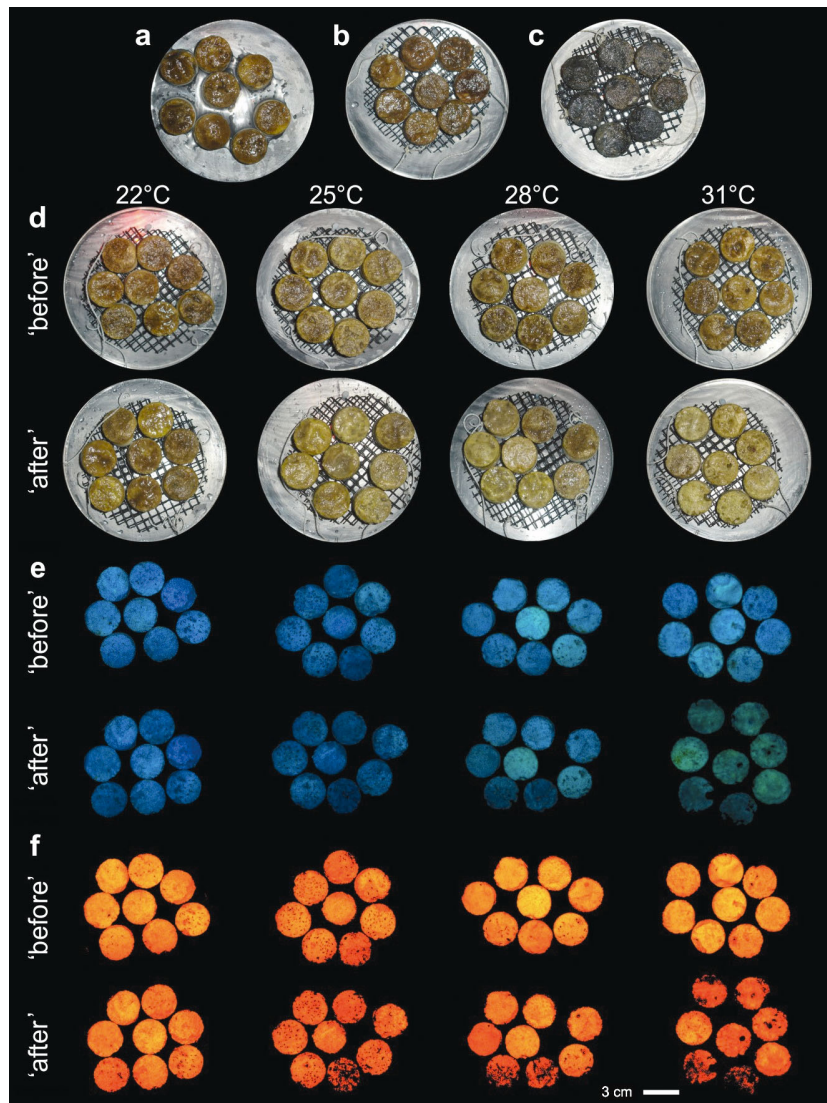 a b c
22°C 25°C 28°C 31°C
d
'before'
'after'
e
'before'
'after'
f
'before'
'after'
3 cm